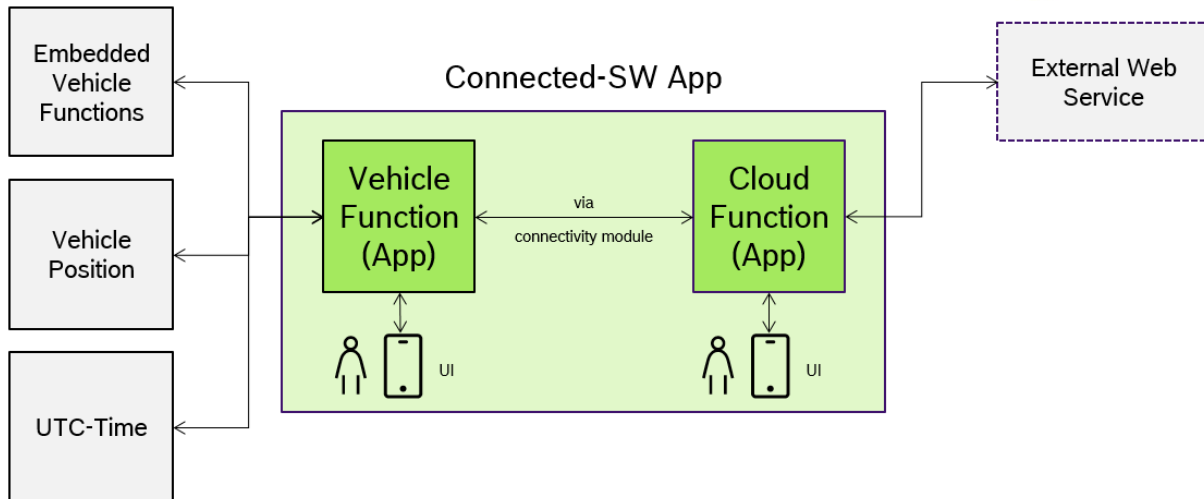 Embedded
Vehicle
Functions
Vehicle
Position
UTC-Time
Connected-SW App
Vehicle
Function
(App)
via
connectivity module
Cloud
Function
(App)
UI
UI
External Web
Service